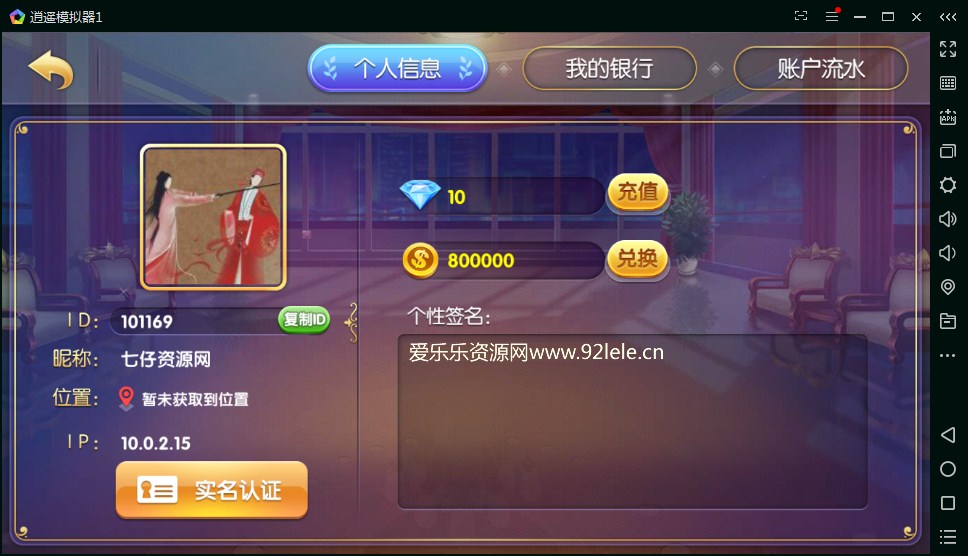 逍遥模拟器1
个人信息
我的银行
账户流水
10
充值
800000
兑换
ID: 101169
复制ID
昵称: 七仔资源网
位置: 暂未获取到位置
IP: 10.0.2.15
实名认证
个性签名:
爱乐乐资源网www.92lele.cn
APK